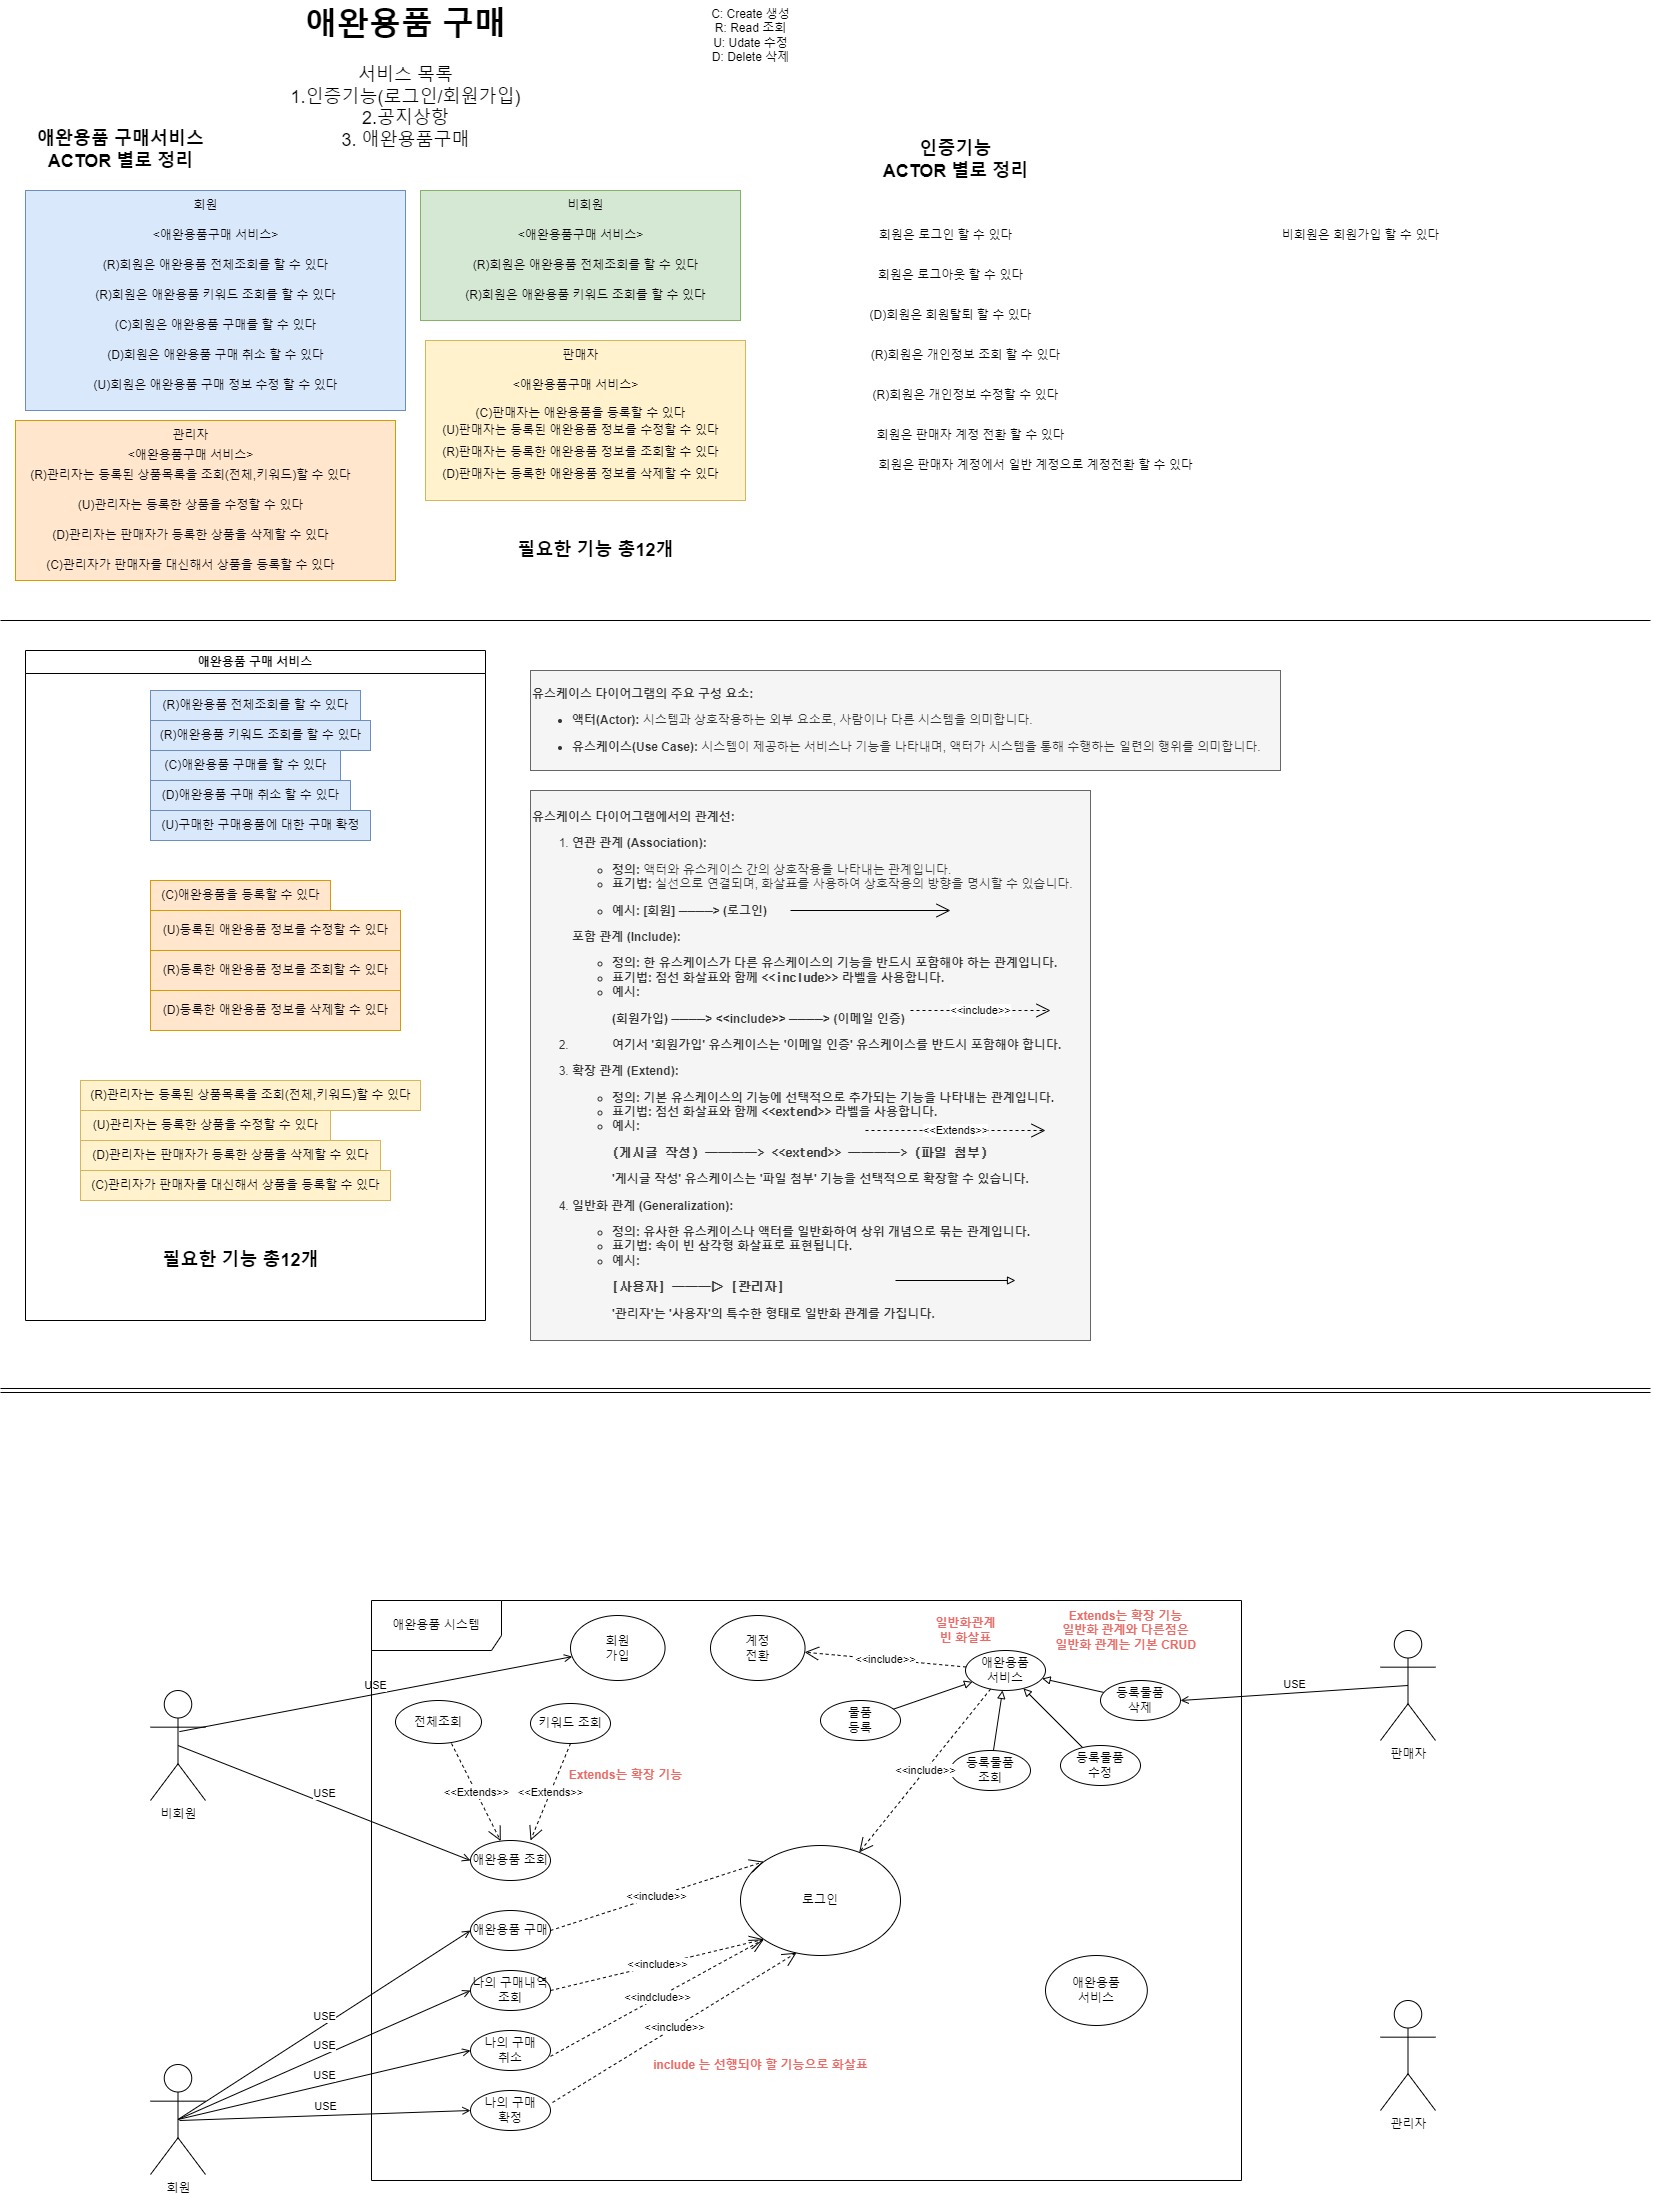 애완용품 구매
C: Create 생성
R: Read 조회
U: Udate 수정
D: Delete 삭제
서비스 목록
1.인증기능(로그인/회원가입)
2.공지상항
3. 애완용품구매
애완용품 구매서비스
ACTOR 별로 정리
인증기능
ACTOR 별로 정리
회원
<애완용품구매 서비스>
(R)회원은 애완용품 전체조회를 할 수 있다
(R)회원은 애완용품 키워드 조회를 할 수 있다
(C)회원은 애완용품 구매를 할 수 있다
(D)회원은 애완용품 구매 취소 할 수 있다
(U)회원은 애완용품 구매 정보 수정 할 수 있다
비회원
<애완용품구매 서비스>
(R)회원은 애완용품 전체조회를 할 수 있다
(R)회원은 애완용품 키워드 조회를 할 수 있다
판매자
<애완용품구매 서비스>
(C)판매자는 애완용품을 등록할 수 있다
(U)판매자는 등록된 애완용품 정보를 수정할 수 있다
(R)판매자는 등록한 애완용품 정보를 조회할 수 있다
(D)판매자는 등록한 애완용품 정보를 삭제할 수 있다
관리자
<애완용품구매 서비스>
(R)관리자는 등록된 상품목록을 조회(전체,키워드)할 수 있다
(U)관리자는 등록한 상품을 수정할 수 있다
(D)관리자는 판매자가 등록한 상품을 삭제할 수 있다
(C)관리자가 판매자를 대신해서 상품을 등록할 수 있다
필요한 기능 총12개
회원은 로그인 할 수 있다
비회원은 회원가입 할 수 있다
회원은 로그아웃 할 수 있다
(D)회원은 회원탈퇴 할 수 있다
(R)회원은 개인정보 조회 할 수 있다
(R)회원은 개인정보 수정할 수 있다
회원은 판매자 계정 전환 할 수 있다
회원은 판매자 계정에서 일반 계정으로 계정전환 할 수 있다
애완용품 구매 서비스
(R)애완용품 전체조회를 할 수 있다
(R)애완용품 키워드 조회를 할 수 있다
(C)애완용품 구매를 할 수 있다
(D)애완용품 구매 취소 할 수 있다
(U)구매한 구매용품에 대한 구매 확정
(C)애완용품을 등록할 수 있다
(U)등록된 애완용품 정보를 수정할 수 있다
(R)등록한 애완용품 정보를 조회할 수 있다
(D)등록한 애완용품 정보를 삭제할 수 있다
(R)관리자는 등록된 상품목록을 조회(전체,키워드)할 수 있다
(U)관리자는 등록한 상품을 수정할 수 있다
(D)관리자는 판매자가 등록한 상품을 삭제할 수 있다
(C)관리자가 판매자를 대신해서 상품을 등록할 수 있다
필요한 기능 총12개
유스케이스 다이어그램의 주요 구성 요소:
• 액터(Actor): 시스템과 상호작용하는 외부 요소로, 사람이나 다른 시스템을 의미합니다.
• 유스케이스(Use Case): 시스템이 제공하는 서비스나 기능을 나타내며, 액터가 시스템을 통해 수행하는 일련의 행위를 의미합니다.
유스케이스 다이어그램에서의 관계선:
1. 연관 관계 (Association):
◦ 정의: 액터와 유스케이스 간의 상호작용을 나타내는 관계입니다.
◦ 표기법: 실선으로 연결되며, 화살표를 사용하여 상호작용의 방향을 명시할 수 있습니다.
◦ 예시: [회원] ────> (로그인)
포함 관계 (Include):
◦ 정의: 한 유스케이스가 다른 유스케이스의 기능을 반드시 포함해야 하는 관계입니다.
◦ 표기법: 점선 화살표와 함께 <<include>> 라벨을 사용합니다.
◦ 예시:
<<include>>
(회원가입) ────> <<include>> ────> (이메일 인증)
2. 여기서 '회원가입' 유스케이스는 '이메일 인증' 유스케이스를 반드시 포함해야 합니다.
3. 확장 관계 (Extend):
◦ 정의: 기본 유스케이스의 기능에 선택적으로 추가되는 기능을 나타내는 관계입니다.
◦ 표기법: 점선 화살표와 함께 <<extend>> 라벨을 사용합니다.
◦ 예시:
<<Extends>>
(게시글 작성) ────> <<extend>> ────> (파일 첨부)
'게시글 작성' 유스케이스는 '파일 첨부' 기능을 선택적으로 확장할 수 있습니다.
4. 일반화 관계 (Generalization):
◦ 정의: 유사한 유스케이스나 액터를 일반화하여 상위 개념으로 묶는 관계입니다.
◦ 표기법: 속이 빈 삼각형 화살표로 표현됩니다.
◦ 예시:
[사용자] ───▷ [관리자]
'관리자'는 '사용자'의 특수한 형태로 일반화 관계를 가집니다.
애완용품 시스템
회원
가입
계정
전환
일반화관계
빈 화살표
Extends는 확장 기능
일반화 관계와 다른점은
일반화 관계는 기본 CRUD
<<include>>
애완용품
서비스
USE
등록물품
삭제
USE
전체조회
키워드 조회
물품
등록
판매자
등록물품
조회
등록물품
수정
<<include>>
Extends는 확장 기능
<<Extends>>
<<Extends>>
USE
비회원
애완용품 조회
<<include>>
로그인
애완용품 구매
<<include>>
나의 구매내역
조회
애완용품
서비스
<<indclude>>
USE
<<include>>
USE
나의 구매
취소
include 는 선행되야 할 기능으로 화살표
USE
USE
나의 구매
확정
관리자
회원